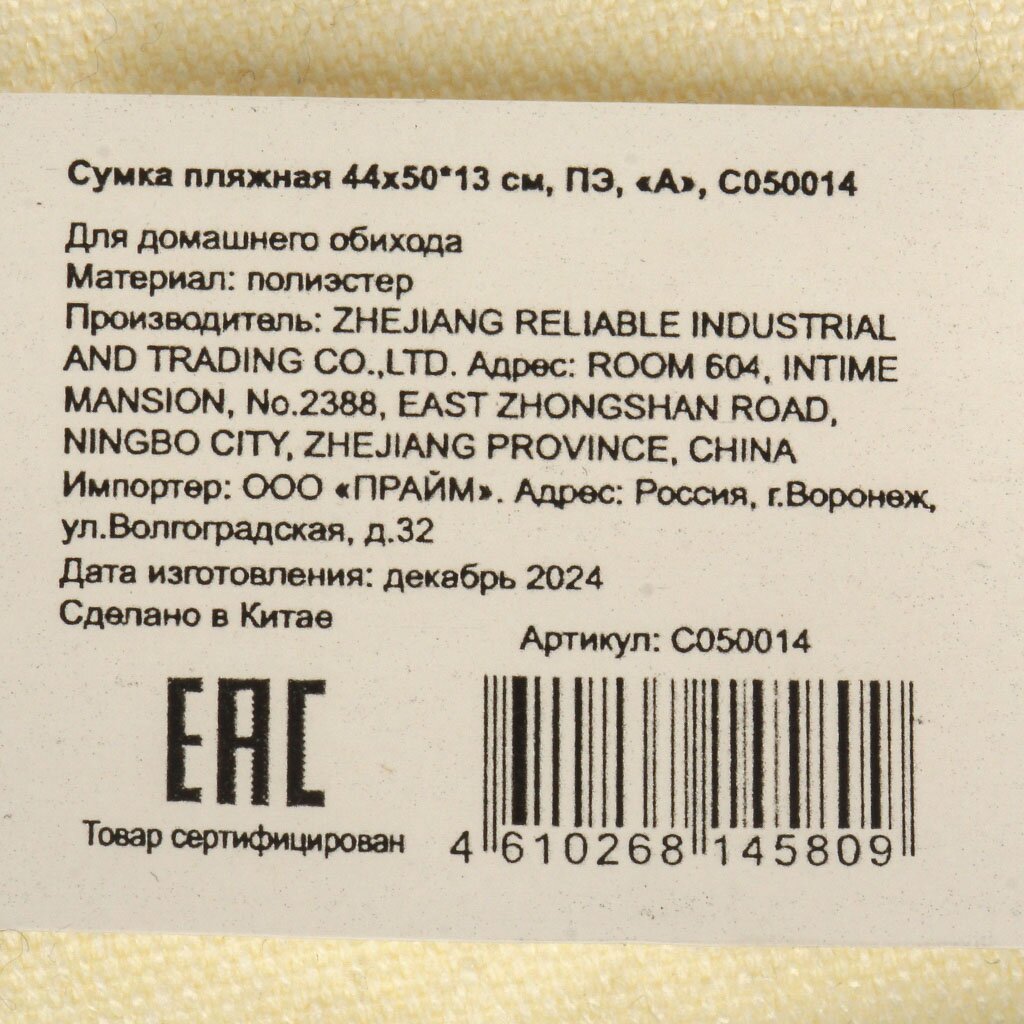 Сумка пляжная 44х50*13 см, ПЭ, «А», С050014
Для домашнего обихода
Материал: полиэстер
Производитель: ZHEJIANG RELIABLE INDUSTRIAL
AND TRADING CO.,LTD. Адрес: ROOM 604, INTIME
MANSION, No.2388, EAST ZHONGSHAN ROAD,
NINGBO CITY, ZHEJIANG PROVINCE, CHINA
Импортер: ООО «ПРАЙМ». Адрес: Россия, г.Воронеж,
ул.Волгоградская, д.32
Дата изготовления: декабрь 2024
Сделано в Китае
Артикул: С050014
EAC
Товар сертифицирован
4 610268 145809